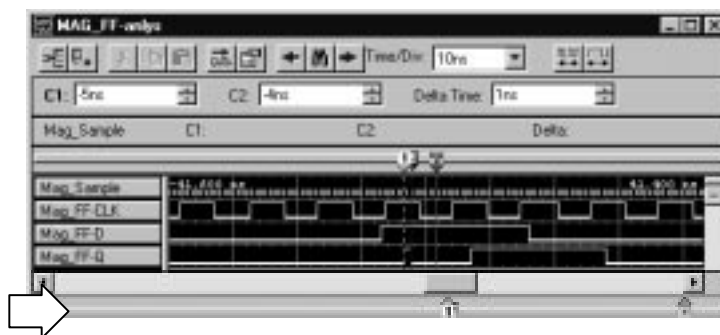 MAG_FF-anlys
Time/Div: 10ns
C1: -5ns C2: -4ns Delta Time: 1ns
Mag_Sample C1: C2 Delta:
Mag_Sample
Mag_FF-CLK
Mag_FF-D
Mag_FF-Q